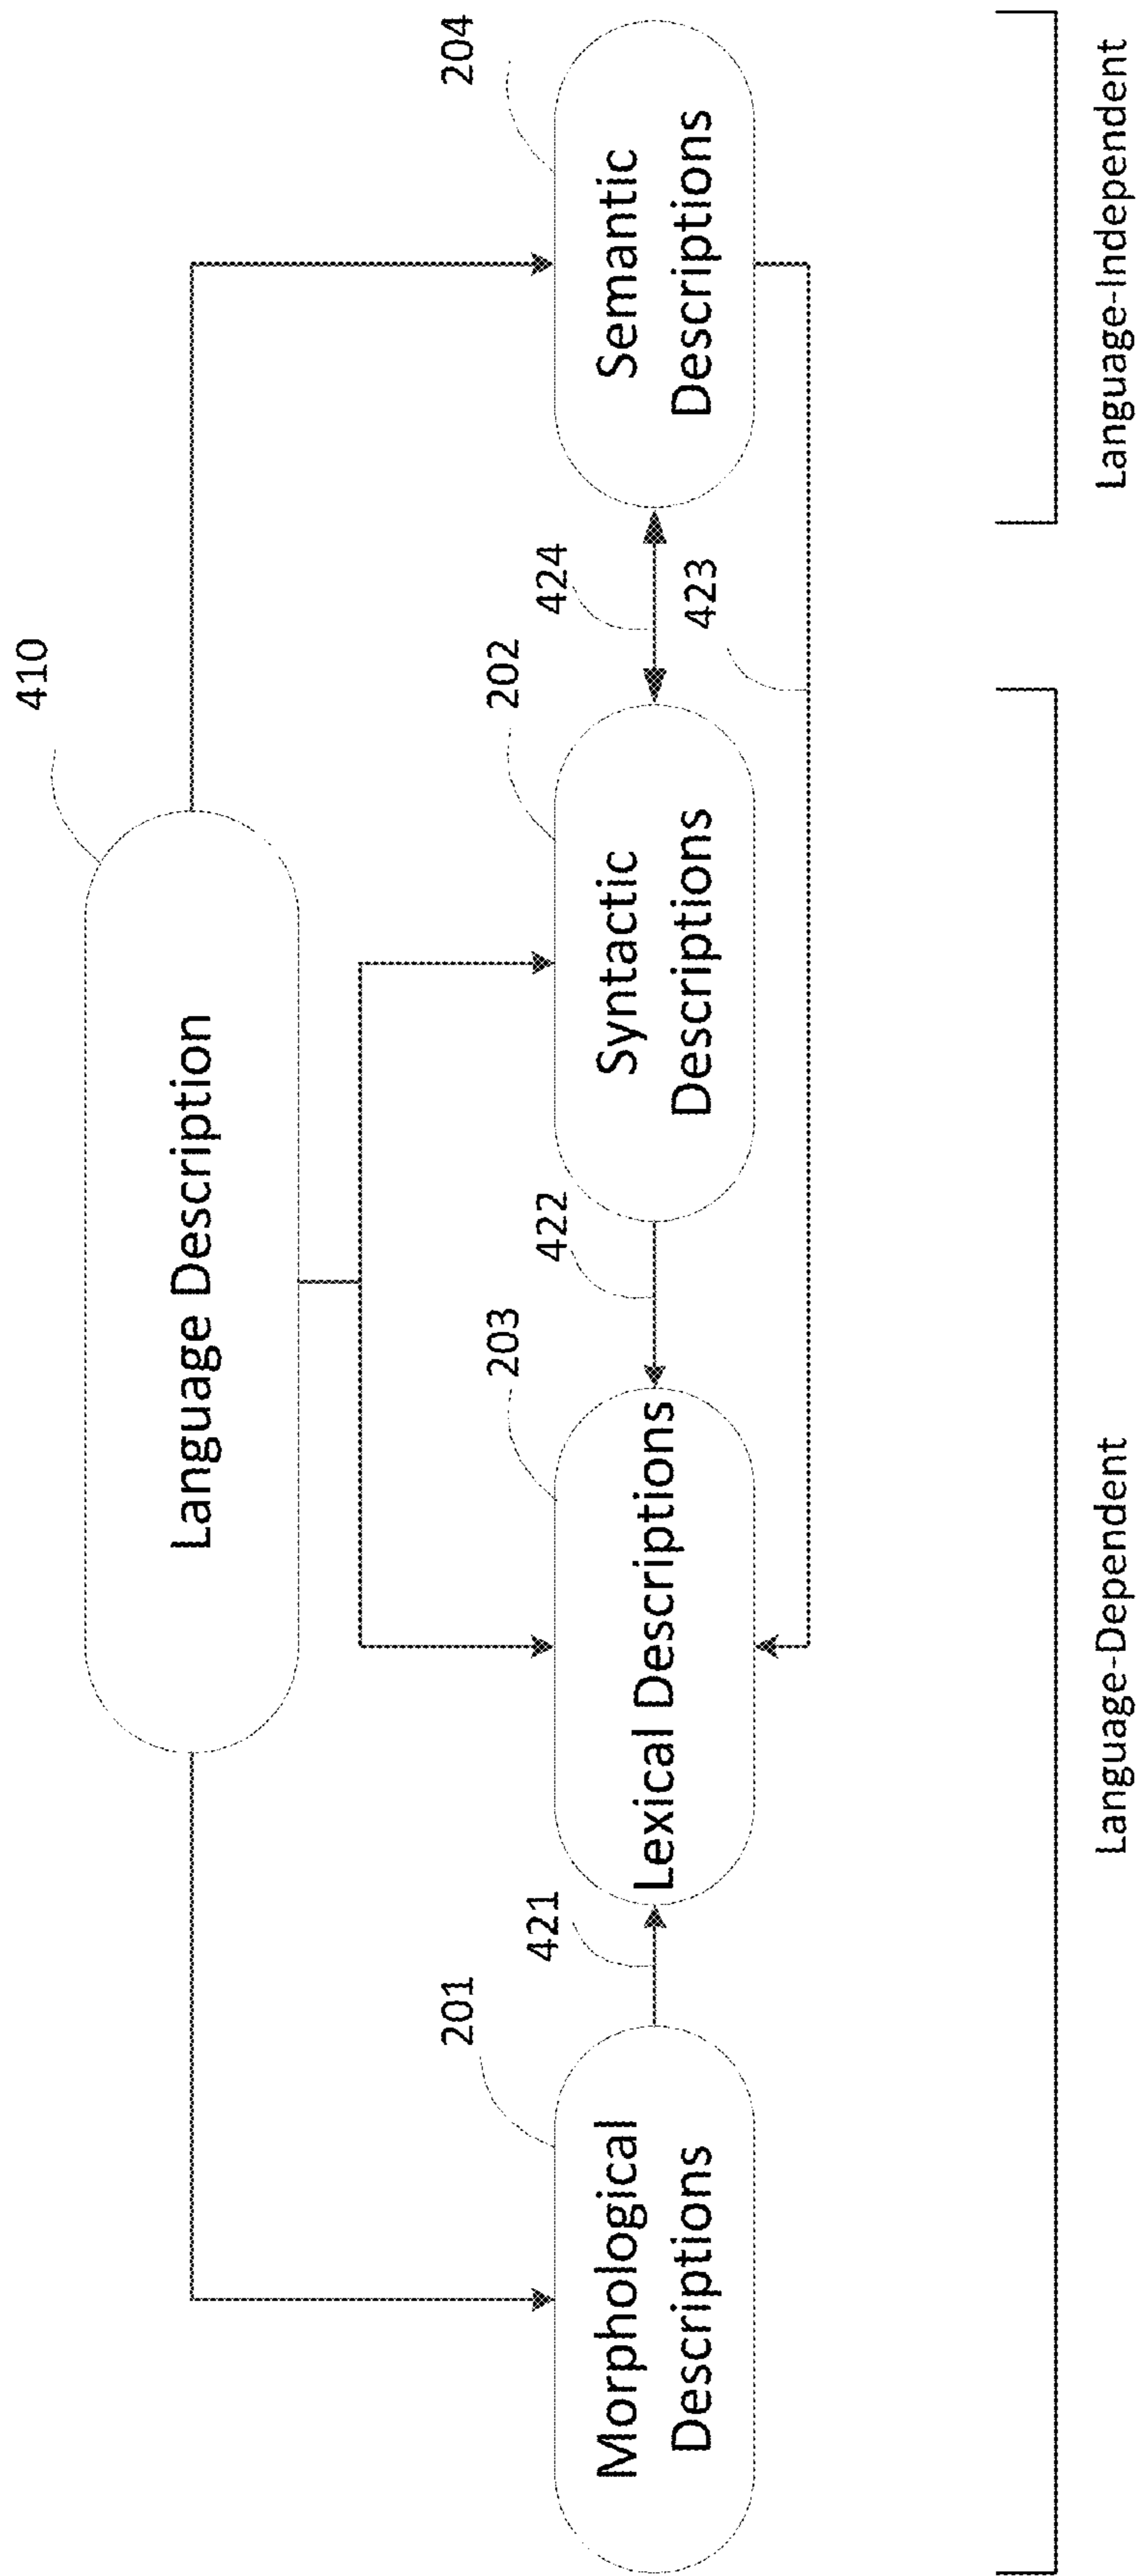 410
Language Description
201
203
202
204
Morphological
Descriptions
421
Lexical Descriptions
422
Syntactic
Descriptions
424
423
Semantic
Descriptions
Language-Dependent
Language-Independent